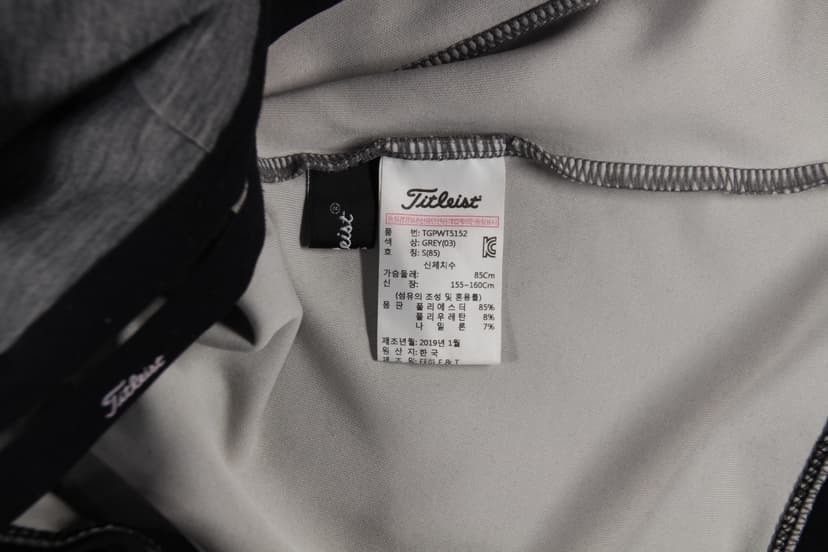 Titleist
품 번: TGPWT5152
색 상: GREY(03)
호 칭: S(85)
신체치수
가슴둘레: 85Cm
신 장: 155~160Cm
(섬유의 조성 및 혼용률)
몸 판 폴리에스터 85%
폴리우레탄 8%
나 일 론 7%
제조년월: 2019년 1월
원 산 지: 한국
leist®
Titleist